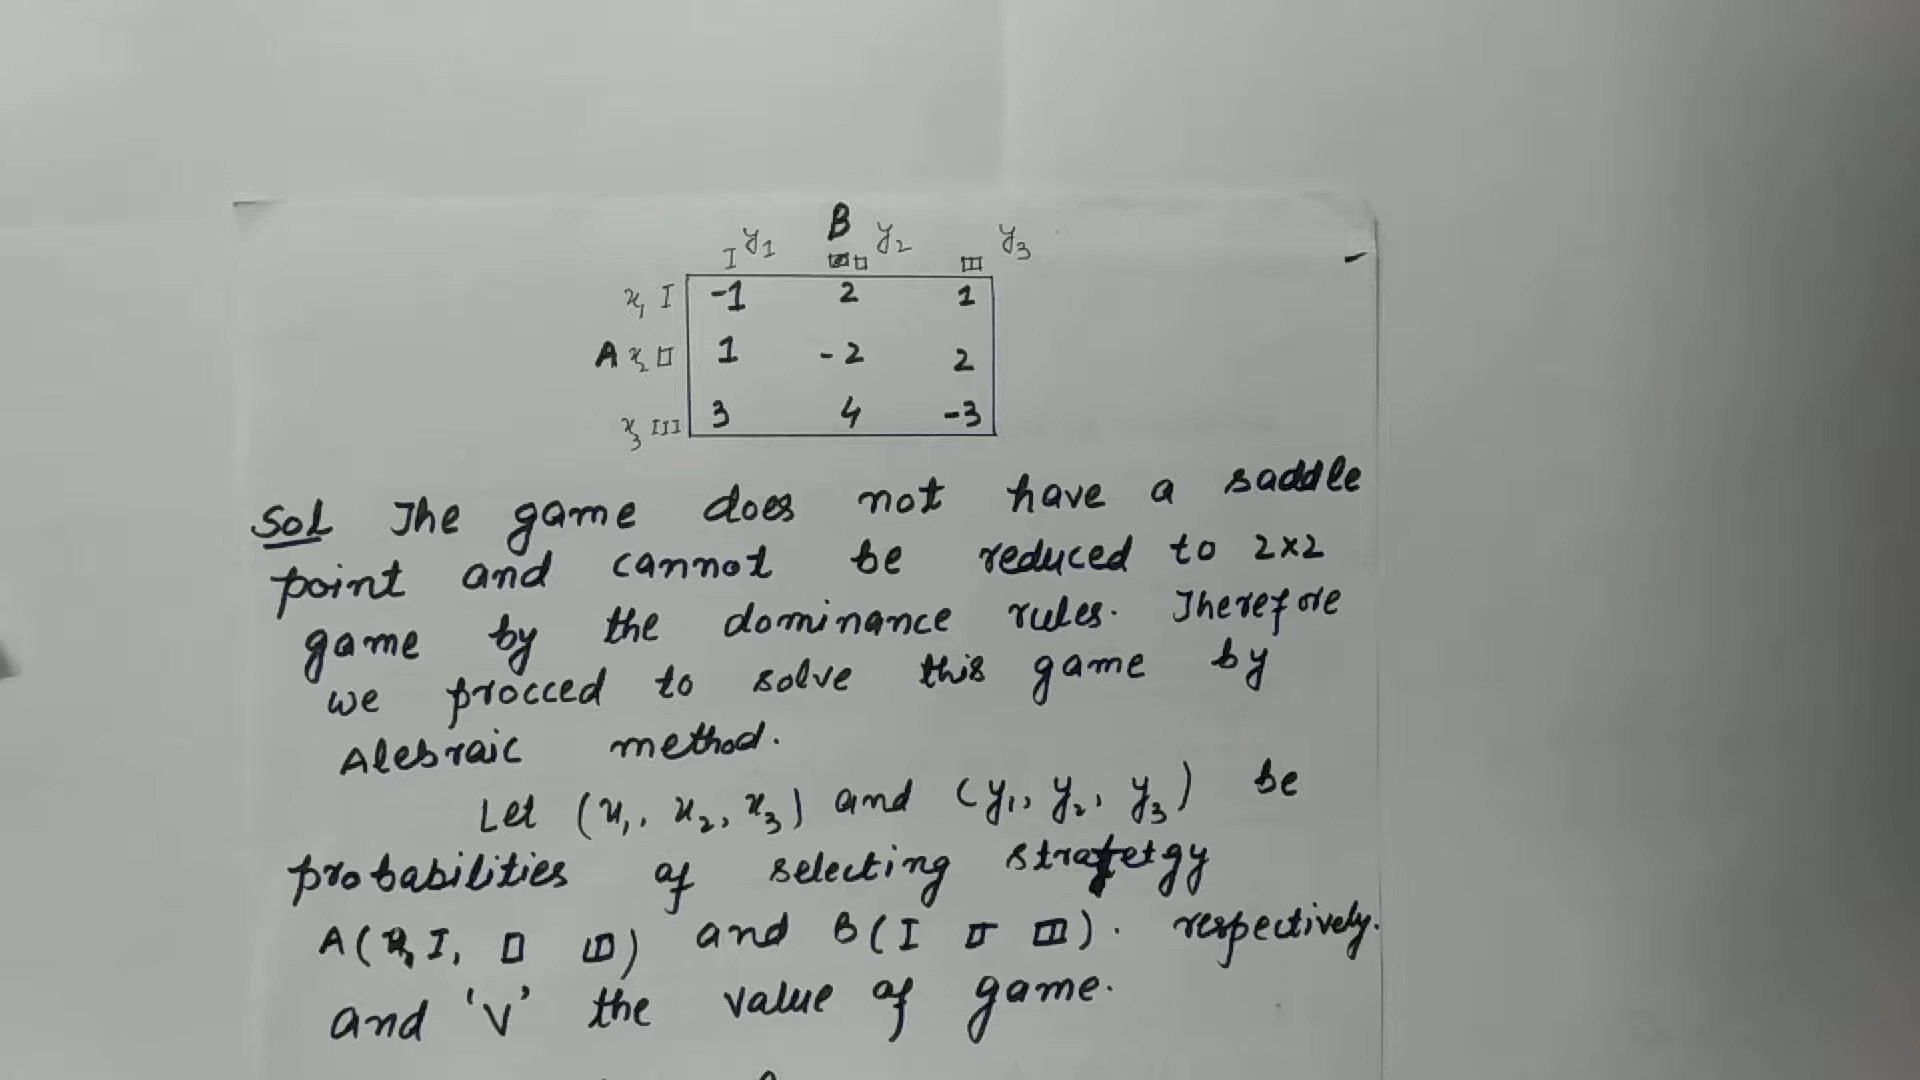 B
y1 y2 y3
I II III
x1 I -1 2 1
A x2 II 1 -2 2
x3 III 3 4 -3
Sol The game does not have a saddle
point and cannot be reduced to 2x2
game by the dominance rules. Therefore
we procced to solve this game by
Alebraic method.
Let (x1, x2, x3) and (y1, y2, y3) be
probabilities of selecting
A( I, II III) and B(I II III). respectively.
and 'V' the value of game.